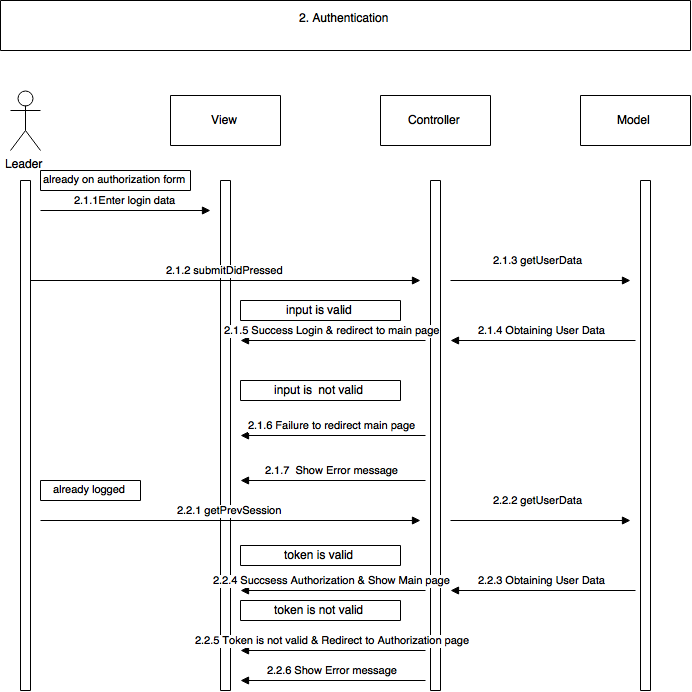 2. Authentication
View
Controller
Model
Leader
already on authorization form
2.1.1Enter login data
2.1.2 submitDidPressed
2.1.3 getUserData
input is valid
2.1.5 Success Login & redirect to main page
2.1.4 Obtaining User Data
input is  not valid
2.1.6 Failure to redirect main page
2.1.7  Show Error message
already logged
2.2.1 getPrevSession
2.2.2 getUserData
token is valid
2.2.4 Succsess Authorization & Show Main page
2.2.3 Obtaining User Data
token is not valid
2.2.5 Token is not valid & Redirect to Authorization page
2.2.6 Show Error message